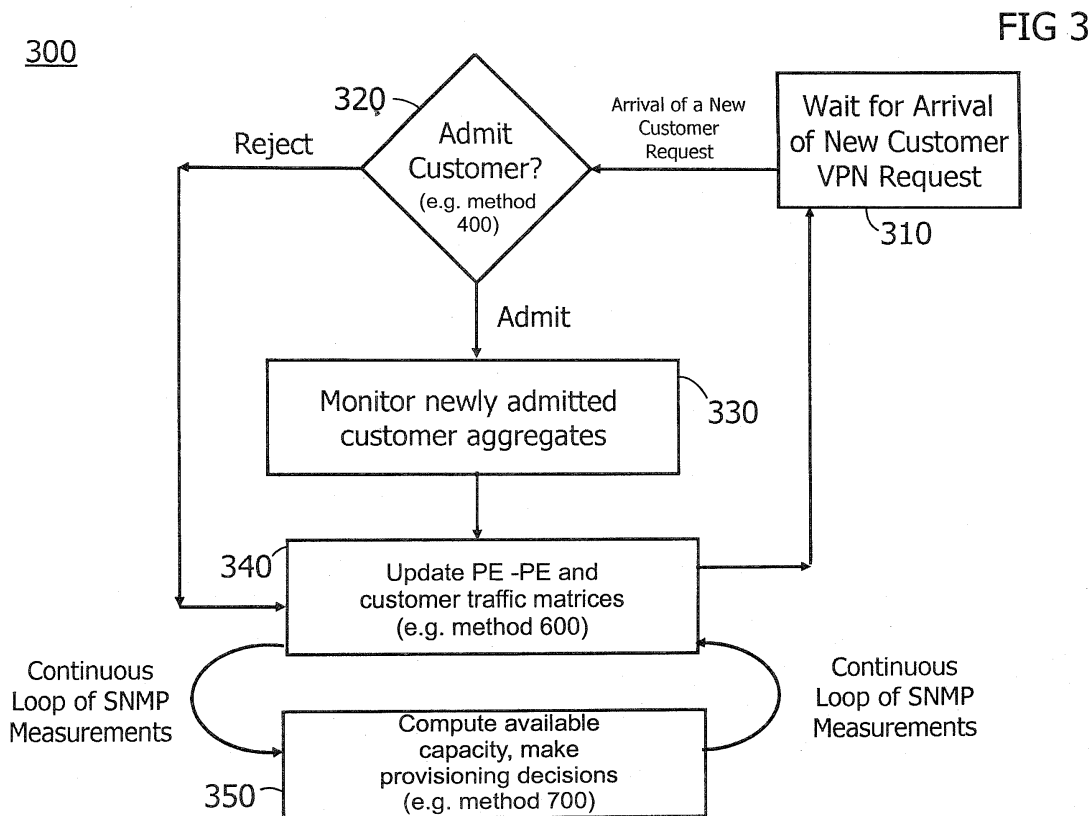 FIG 3
300
320
Admit
Customer?
(e.g. method
400)
Reject
Arrival of a New
Customer
Request
Wait for Arrival
of New Customer
VPN Request
310
Admit
Monitor newly admitted
customer aggregates
330
340
Update PE -PE and
customer traffic matrices
(e.g. method 600)
Continuous
Loop of SNMP
Measurements
Continuous
Loop of SNMP
Measurements
Compute available
capacity, make
provisioning decisions
(e.g. method 700)
350